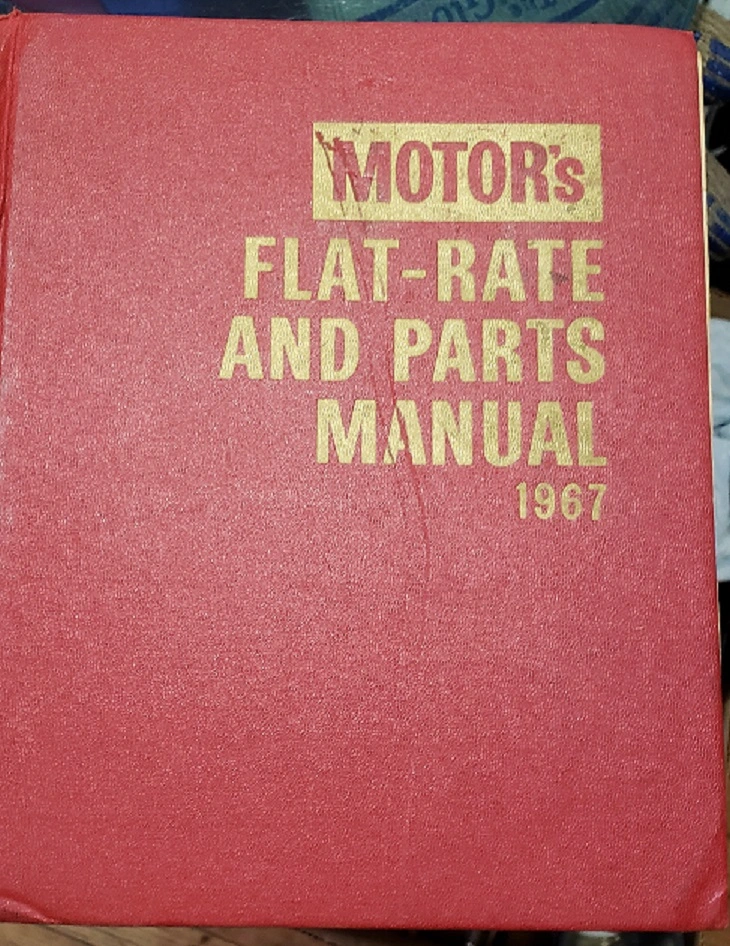 MOTOR's
FLAT-RATE
AND PARTS
MANUAL
1967